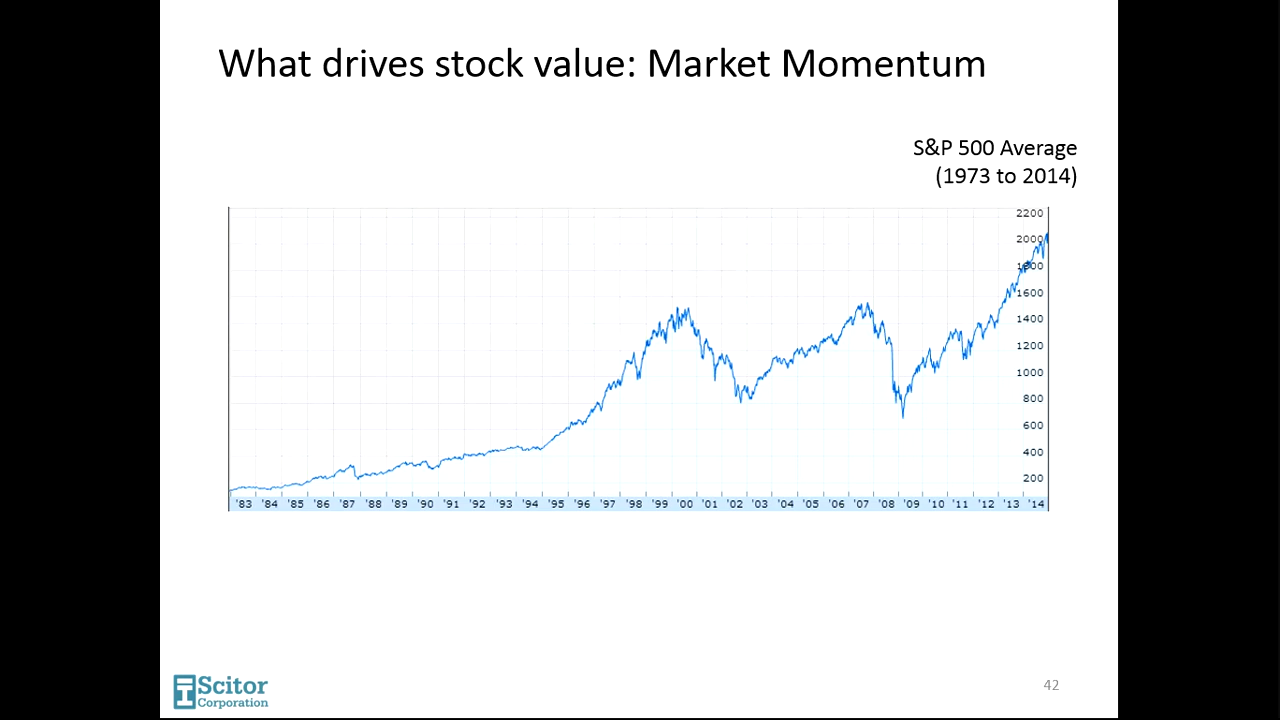 What drives stock value: Market Momentum
S&P 500 Average
(1973 to 2014)
2200
2000
1800
1600
1400
1200
1000
800
600
400
200
'83 '84 '85 '86 '87 '88 '89 '90 '91 '92 '93 '94 '95 '96 '97 '98 '99 '00 '01 '02 '03 '04 '05 '06 '07 '08 '09 '10 '11 '12 '13 '14
Scitor
Corporation
42